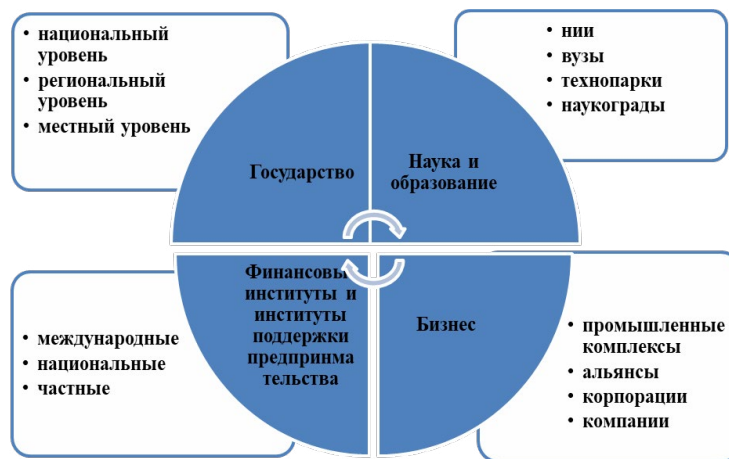 • национальный
уровень
• региональный
уровень
• местный уровень
• нии
• вузы
• технопарки
• наукограды
Государство
Наука и
образование
Финансовы
институты и
институты
поддержки
предпринма
тельства
Бизнес
• международные
• национальные
• частные
• промышленные
комплексы
• альянсы
• корпорации
• компании